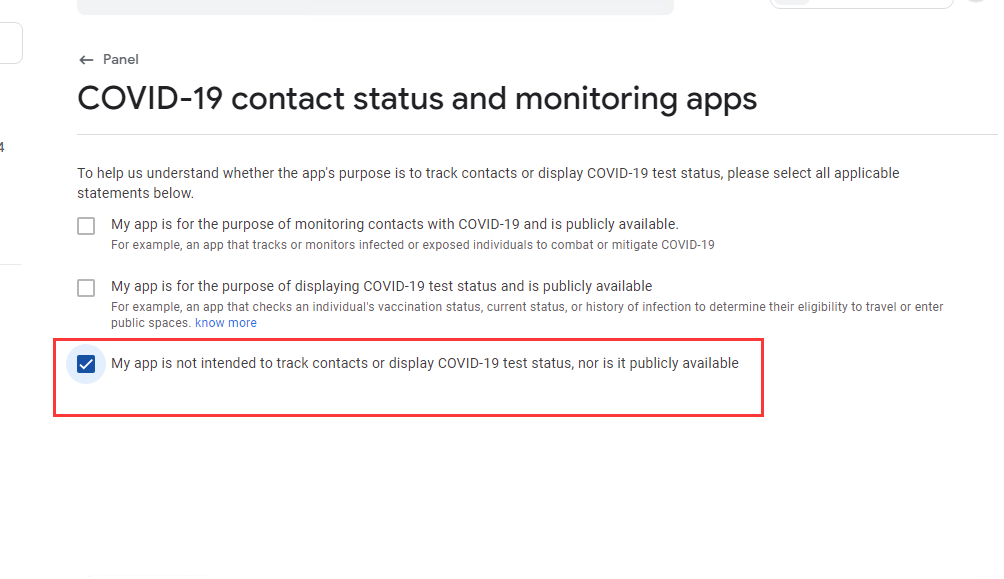 ← Panel
COVID-19 contact status and monitoring apps
4
To help us understand whether the app's purpose is to track contacts or display COVID-19 test status, please select all applicable
statements below.
My app is for the purpose of monitoring contacts with COVID-19 and is publicly available.
For example, an app that tracks or monitors infected or exposed individuals to combat or mitigate COVID-19
My app is for the purpose of displaying COVID-19 test status and is publicly available
For example, an app that checks an individual's vaccination status, current status, or history of infection to determine their eligibility to travel or enter
public spaces. know more
My app is not intended to track contacts or display COVID-19 test status, nor is it publicly available